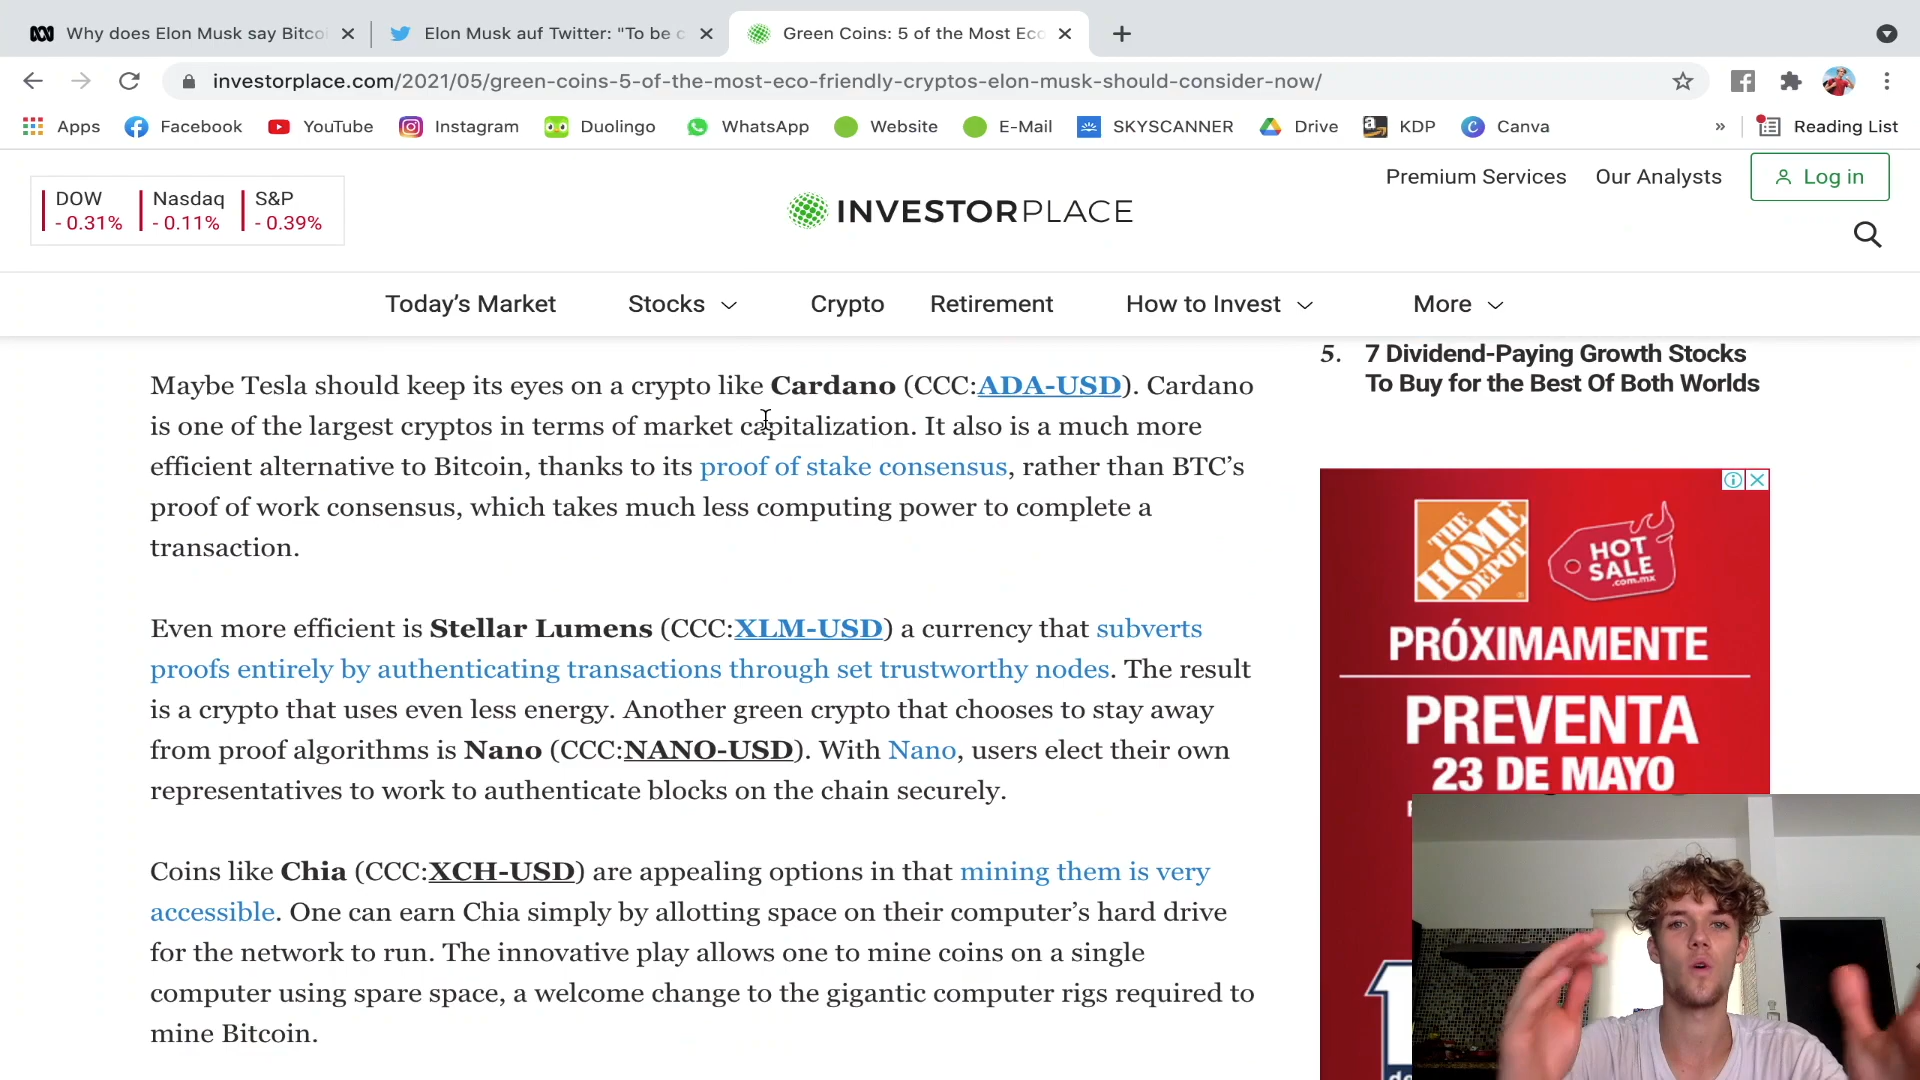 Why does Elon Musk say Bitco
Elon Musk auf Twitter: "To be c
Green Coins: 5 of the Most Eco
investorplace.com/2021/05/green-coins-5-of-the-most-eco-friendly-cryptos-elon-musk-should-consider-now/
Apps Facebook YouTube Instagram Duolingo WhatsApp Website E-Mail SKYSCANNER Drive KDP Canva » Reading List
Premium Services Our Analysts Log in
DOW Nasdaq S&P
- 0.31% - 0.11% - 0.39%
INVESTORPLACE
Today's Market Stocks Crypto Retirement How to Invest More
Maybe Tesla should keep its eyes on a crypto like Cardano (CCC:ADA-USD). Cardano
is one of the largest cryptos in terms of market capitalization. It also is a much more
efficient alternative to Bitcoin, thanks to its proof of stake consensus, rather than BTC's
proof of work consensus, which takes much less computing power to complete a
transaction.
Even more efficient is Stellar Lumens (CCC:XLM-USD) a currency that subverts
proofs entirely by authenticating transactions through set trustworthy nodes. The result
is a crypto that uses even less energy. Another green crypto that chooses to stay away
from proof algorithms is Nano (CCC:NANO-USD). With Nano, users elect their own
representatives to work to authenticate blocks on the chain securely.
Coins like Chia (CCC:XCH-USD) are appealing options in that mining them is very
accessible. One can earn Chia simply by allotting space on their computer's hard drive
for the network to run. The innovative play allows one to mine coins on a single
computer using spare space, a welcome change to the gigantic computer rigs required to
mine Bitcoin.
5. 7 Dividend-Paying Growth Stocks
To Buy for the Best Of Both Worlds
THE
HOME
DEPOT
HOT
SALE
.com.mx
PRÓXIMAMENTE
PREVENTA
23 DE MAYO